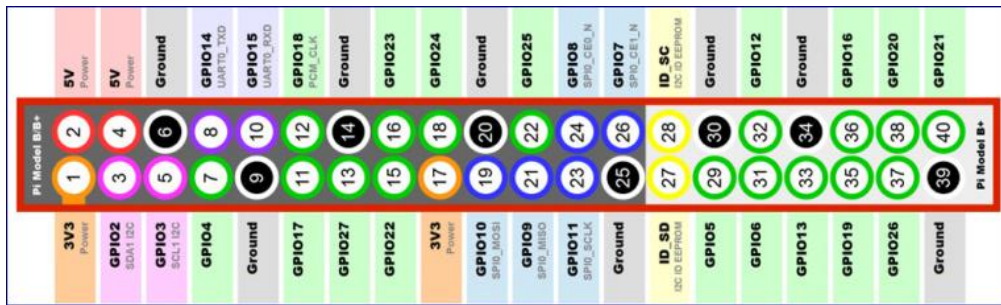 5V
Power
5V
Power
Ground
GPIO14
UART0_TXD
GPIO15
UART0_RXD
GPIO18
PCM_CLK
Ground
GPIO23
GPIO24
Ground
GPIO25
GPIO8
SPI0_CE0_N
GPIO7
SPI0_CE1_N
ID_SC
I2C ID EEPROM
Ground
GPIO12
Ground
GPIO16
GPIO20
GPIO21
Pi Model B/B+
2 4 6 8 10 12 14 16 18 20 22 24 26 28 30 32 34 36 38 40
1 3 5 7 9 11 13 15 17 19 21 23 25 27 29 31 33 35 37 39
Pi Model B+
3V3
Power
GPIO2
SDA1 I2C
GPIO3
SCL1 I2C
GPIO4
Ground
GPIO17
GPIO27
GPIO22
3V3
Power
GPIO10
SPI0_MOSI
GPIO9
SPI0_MISO
GPIO11
SPI0_SCLK
Ground
ID_SD
I2C ID EEPROM
GPIO5
GPIO6
GPIO13
GPIO19
GPIO26
Ground